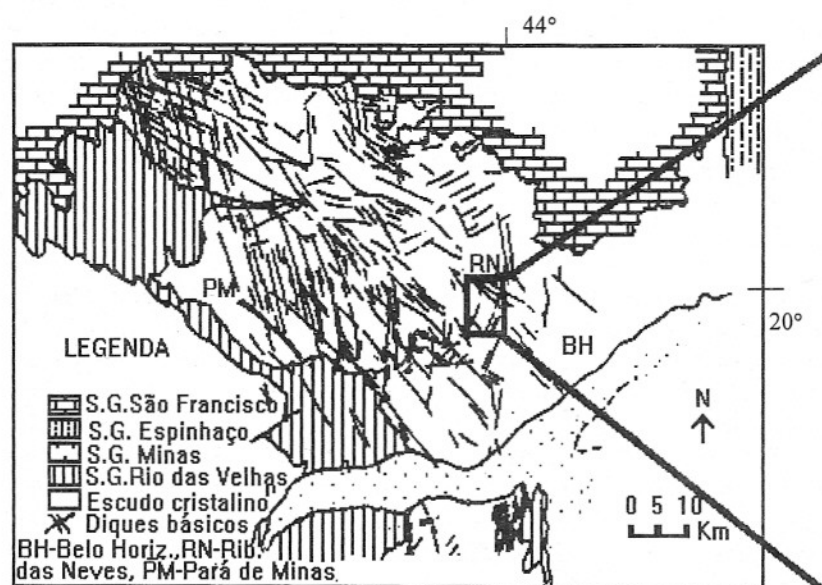 44°
RN
PM
20°
LEGENDA
BH
N
S.G.São Francisco
S.G. Espinhaço
S.G. Minas
S.G.Rio das Velhas
Escudo cristalino
Diques básicos
0 5 10
Km
BH-Belo Horiz.,RN-Rib.
das Neves, PM-Pará de Minas